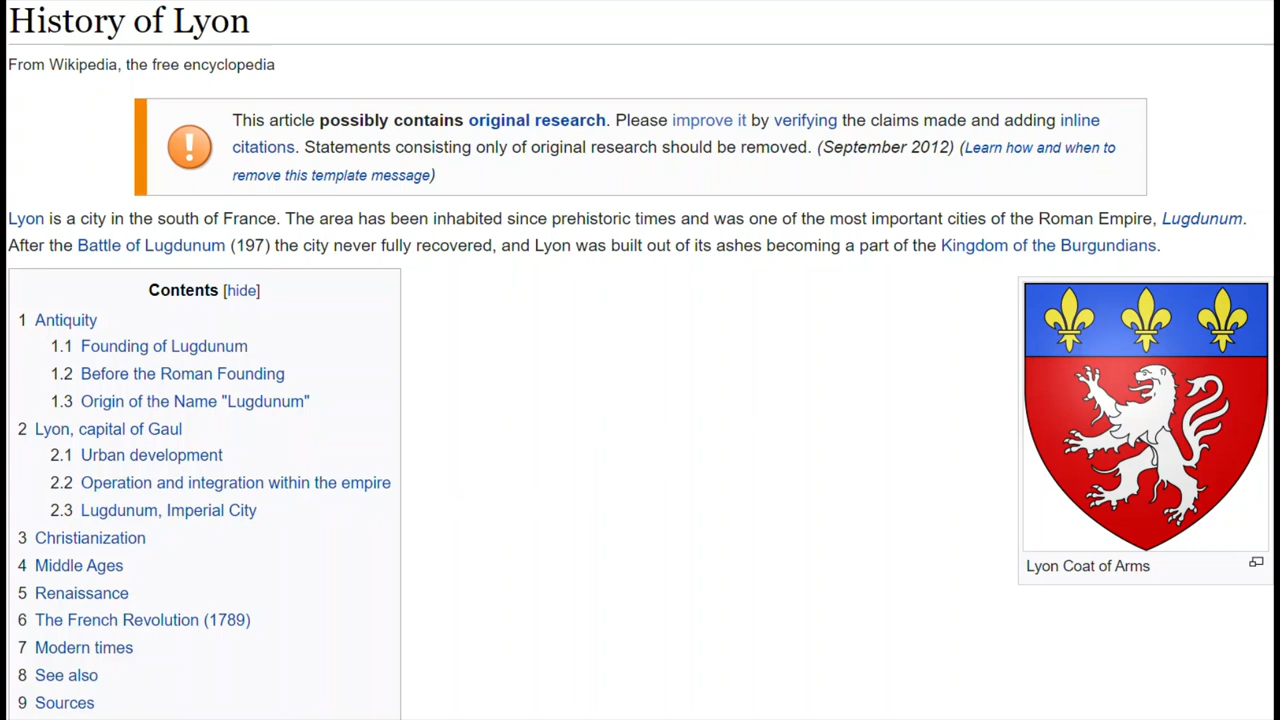 History of Lyon
From Wikipedia, the free encyclopedia
This article possibly contains original research. Please improve it by verifying the claims made and adding inline
citations. Statements consisting only of original research should be removed. (September 2012) (Learn how and when to
remove this template message)
Lyon is a city in the south of France. The area has been inhabited since prehistoric times and was one of the most important cities of the Roman Empire, Lugdunum.
After the Battle of Lugdunum (197) the city never fully recovered, and Lyon was built out of its ashes becoming a part of the Kingdom of the Burgundians.
Contents [hide]
1 Antiquity
1.1 Founding of Lugdunum
1.2 Before the Roman Founding
1.3 Origin of the Name "Lugdunum"
2 Lyon, capital of Gaul
2.1 Urban development
2.2 Operation and integration within the empire
2.3 Lugdunum, Imperial City
3 Christianization
4 Middle Ages
5 Renaissance
6 The French Revolution (1789)
7 Modern times
8 See also
9 Sources
Lyon Coat of Arms